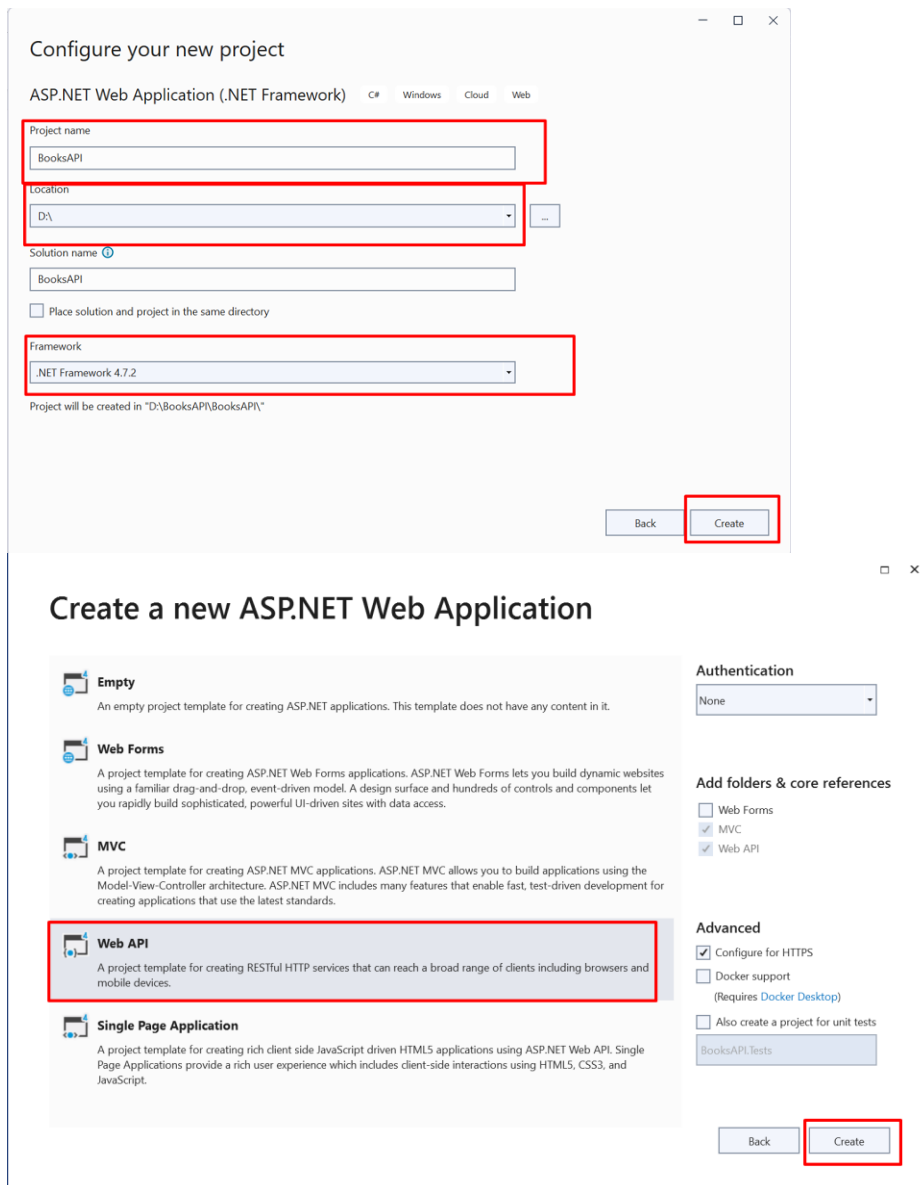 Configure your new project
ASP.NET Web Application (.NET Framework) C# Windows Cloud Web
Project name
BooksAPI
Location
D:\
...
Solution name
BooksAPI
Place solution and project in the same directory
Framework
.NET Framework 4.7.2
Project will be created in "D:\BooksAPI\BooksAPI\"
Back
Create
Create a new ASP.NET Web Application
Empty
An empty project template for creating ASP.NET applications. This template does not have any content in it.
Web Forms
A project template for creating ASP.NET Web Forms applications. ASP.NET Web Forms lets you build dynamic websites
using a familiar drag-and-drop, event-driven model. A design surface and hundreds of controls and components let
you rapidly build sophisticated, powerful UI-driven sites with data access.
MVC
A project template for creating ASP.NET MVC applications. ASP.NET MVC allows you to build applications using the
Model-View-Controller architecture. ASP.NET MVC includes many features that enable fast, test-driven development for
creating applications that use the latest standards.
Web API
A project template for creating RESTful HTTP services that can reach a broad range of clients including browsers and
mobile devices.
Single Page Application
A project template for creating rich client side JavaScript driven HTML5 applications using ASP.NET Web API. Single
Page Applications provide a rich user experience which includes client-side interactions using HTML5, CSS3, and
JavaScript.
Authentication
None
Add folders & core references
Web Forms
MVC
Web API
Advanced
Configure for HTTPS
Docker support
(Requires Docker Desktop)
Also create a project for unit tests
BooksAPI.Tests
Back
Create